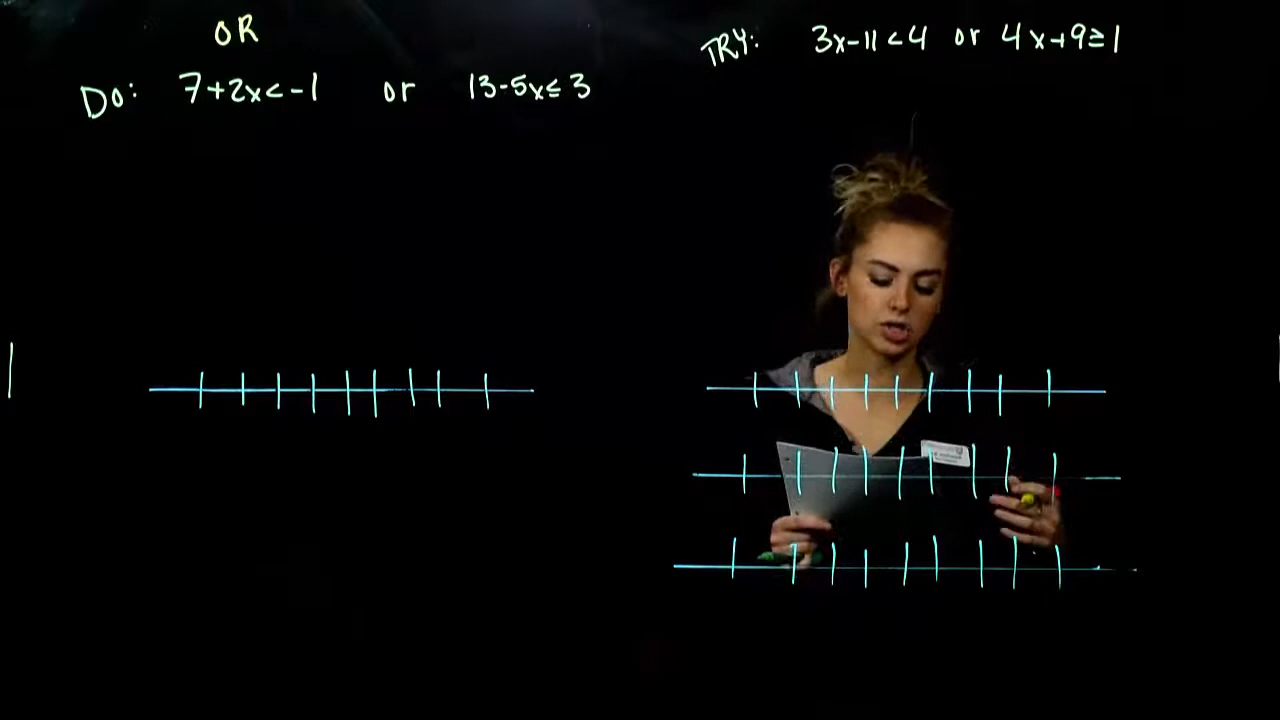 OR
Do: 7+2x<-1 or 13-5x≤3
TRY: 3x-11<4 or 4x+9≥1